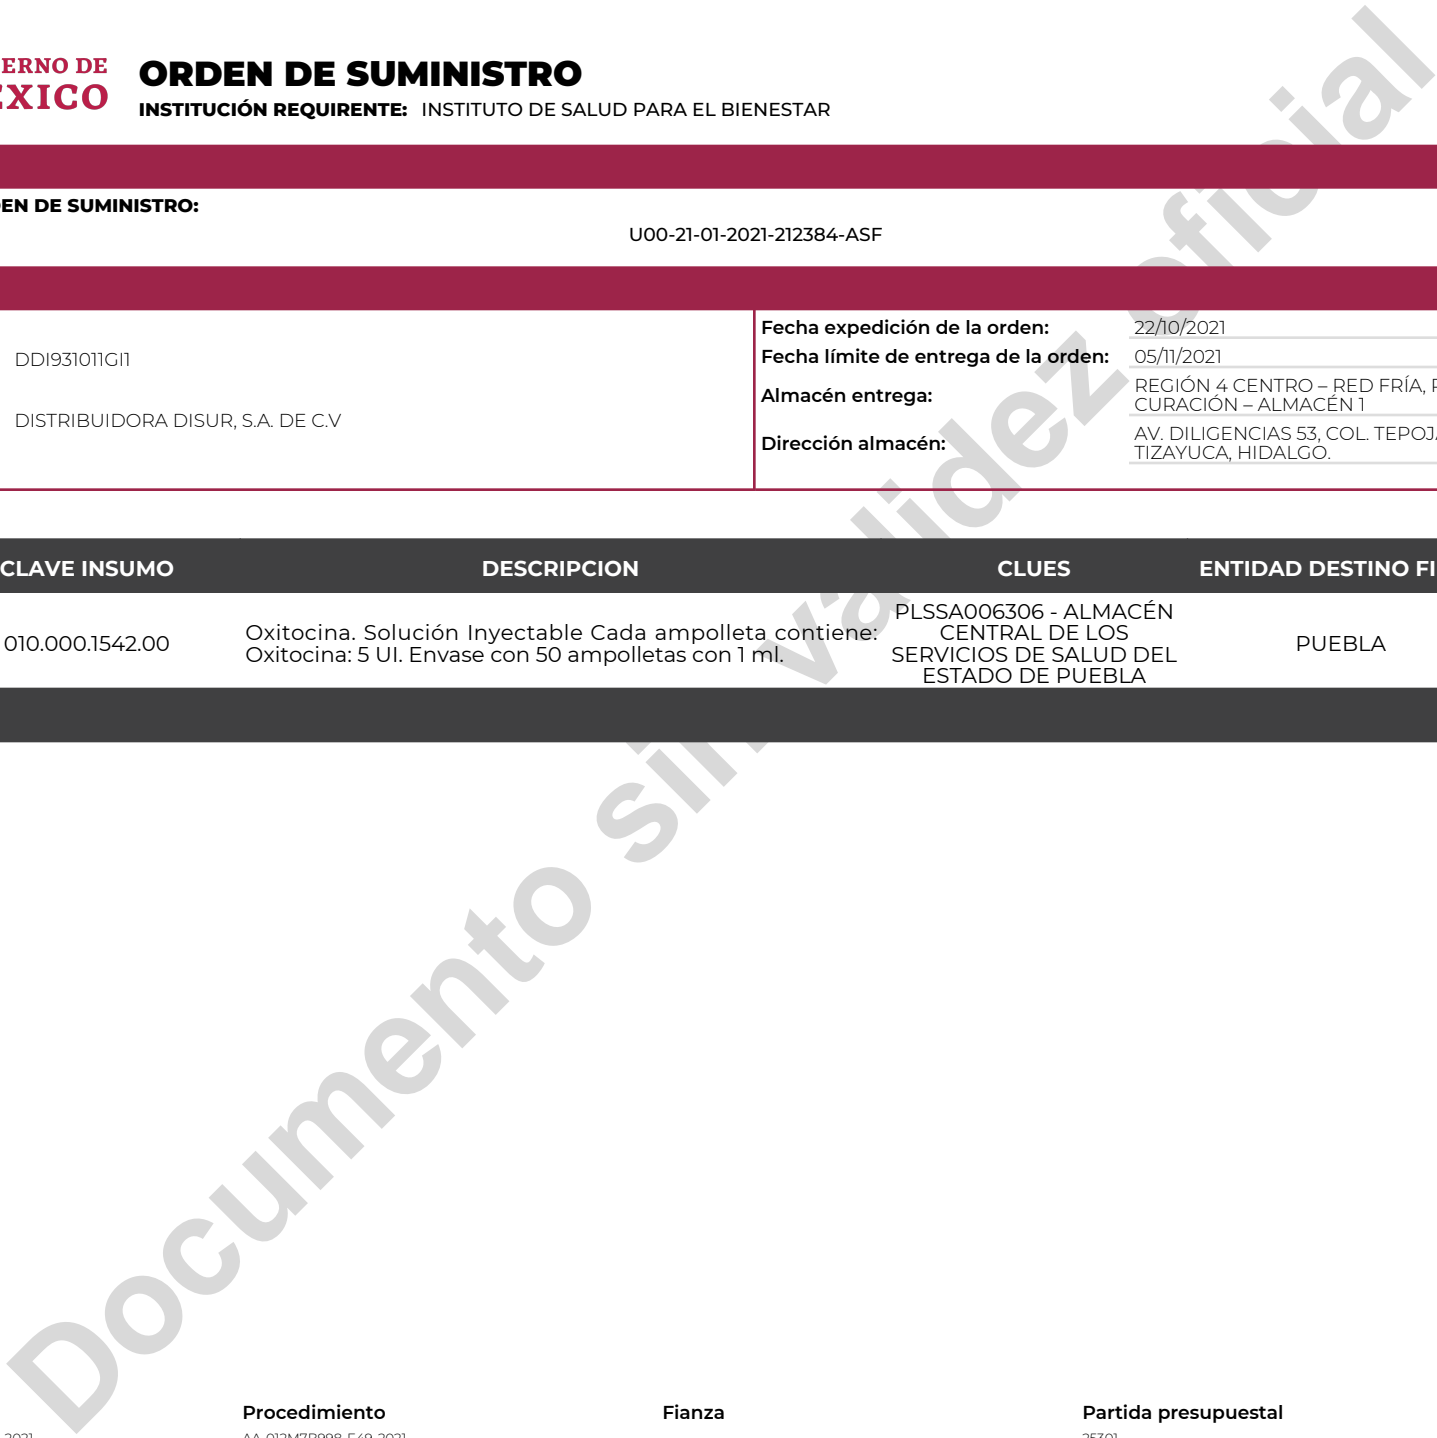 ORDEN DE SUMINISTRO
INSTITUCIÓN REQUIRENTE: INSTITUTO DE SALUD PARA EL BIENESTAR
ERNO DE
XICO
EN DE SUMINISTRO:
U00-21-01-2021-212384-ASF
DDI931011GI1
DISTRIBUIDORA DISUR, S.A. DE C.V
Fecha expedición de la orden: 22/10/2021
Fecha límite de entrega de la orden: 05/11/2021
Almacén entrega: REGIÓN 4 CENTRO – RED FRÍA,
CURACIÓN – ALMACÉN 1
Dirección almacén: AV. DILIGENCIAS 53, COL. TEPOJ
TIZAYUCA, HIDALGO.
CLAVE INSUMO DESCRIPCION CLUES ENTIDAD DESTINO FI
010.000.1542.00
Oxitocina. Solución Inyectable Cada ampolleta contiene:
Oxitocina: 5 UI. Envase con 50 ampolletas con 1 ml.
PLSSA006306 - ALMACÉN
CENTRAL DE LOS
SERVICIOS DE SALUD DEL
ESTADO DE PUEBLA
PUEBLA
Documento sin validez oficial
Procedimiento Fianza Partida presupuestal